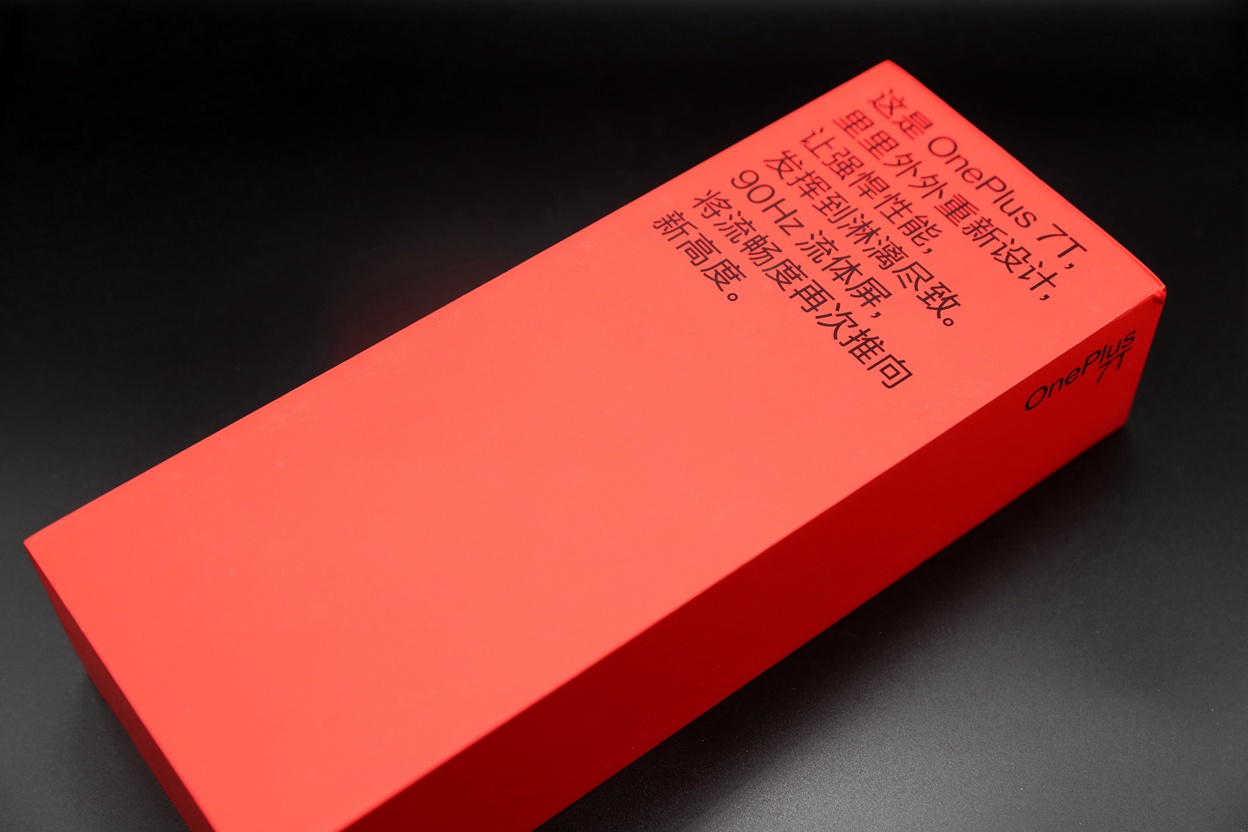 这是 OnePlus 7T，
里里外外重新设计，
让强悍性能，
发挥到淋漓尽致。
90Hz 流体屏，
将流畅度再次推向
新高度。
OnePlus
7T